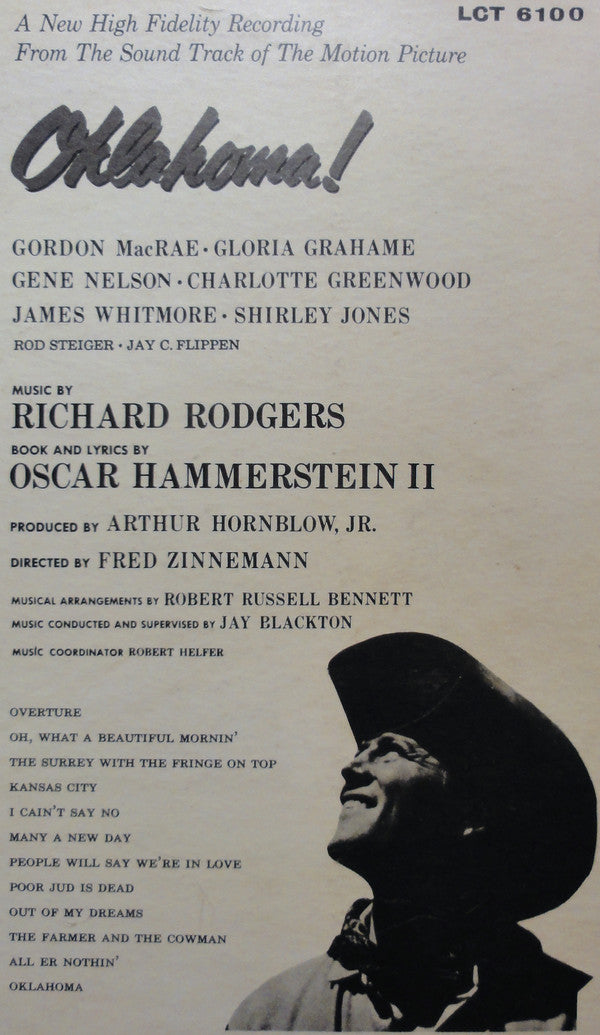 LCT 6100
A New High Fidelity Recording
From The Sound Track of The Motion Picture
Oklahoma!
GORDON MacRAE · GLORIA GRAHAME
GENE NELSON · CHARLOTTE GREENWOOD
JAMES WHITMORE · SHIRLEY JONES
ROD STEIGER · JAY C. FLIPPEN
MUSIC BY
RICHARD RODGERS
BOOK AND LYRICS BY
OSCAR HAMMERSTEIN II
PRODUCED BY ARTHUR HORNBLOW, JR.
DIRECTED BY FRED ZINNEMANN
MUSICAL ARRANGEMENTS BY ROBERT RUSSELL BENNETT
MUSIC CONDUCTED AND SUPERVISED BY JAY BLACKTON
MUSIC COORDINATOR ROBERT HELFER
OVERTURE
OH, WHAT A BEAUTIFUL MORNIN'
THE SURREY WITH THE FRINGE ON TOP
KANSAS CITY
I CAIN'T SAY NO
MANY A NEW DAY
PEOPLE WILL SAY WE'RE IN LOVE
POOR JUD IS DEAD
OUT OF MY DREAMS
THE FARMER AND THE COWMAN
ALL ER NOTHIN'
OKLAHOMA